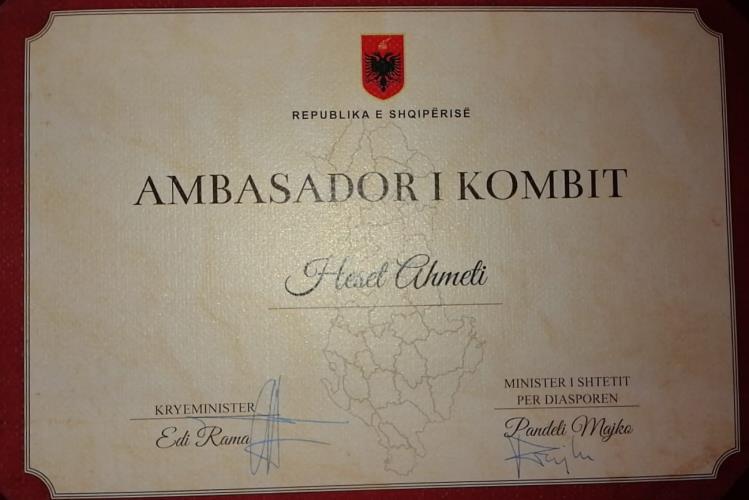 REPUBLIKA E SHQIPËRISË
AMBASADOR I KOMBIT
Heset Ahmeti
KRYEMINISTER
Edi Rama
MINISTER I SHTETIT
PER DIASPOREN
Pandeli Majko